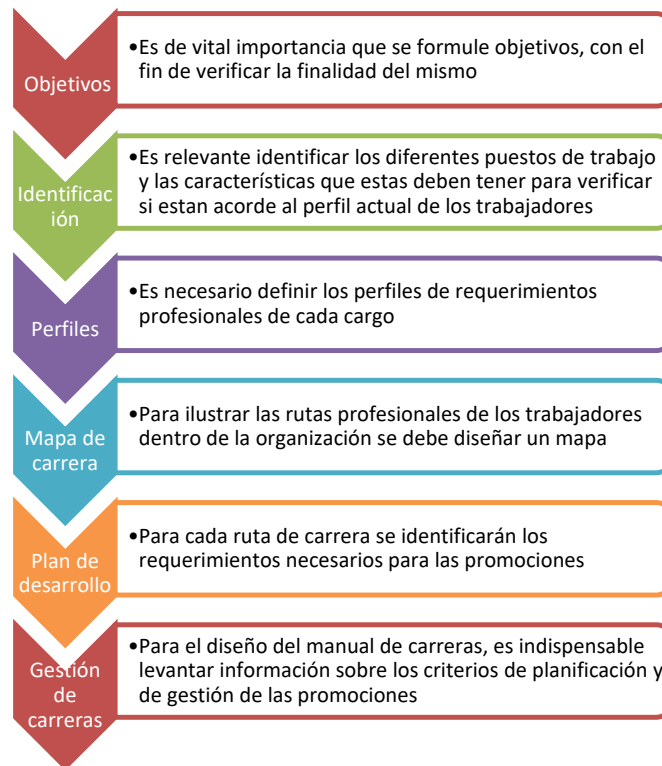 Objetivos
•Es de vital importancia que se formule objetivos, con el
fin de verificar la finalidad del mismo
Identificac
ión
•Es relevante identificar los diferentes puestos de trabajo
y las características que estas deben tener para verificar
si estan acorde al perfil actual de los trabajadores
Perfiles
•Es necesario definir los perfiles de requerimientos
profesionales de cada cargo
Mapa de
carrera
•Para ilustrar las rutas profesionales de los trabajadores
dentro de la organización se debe diseñar un mapa
Plan de
desarrollo
•Para cada ruta de carrera se identificarán los
requerimientos necesarios para las promociones
Gestión
de
carreras
•Para el diseño del manual de carreras, es indispensable
levantar información sobre los criterios de planificación y
de gestión de las promociones